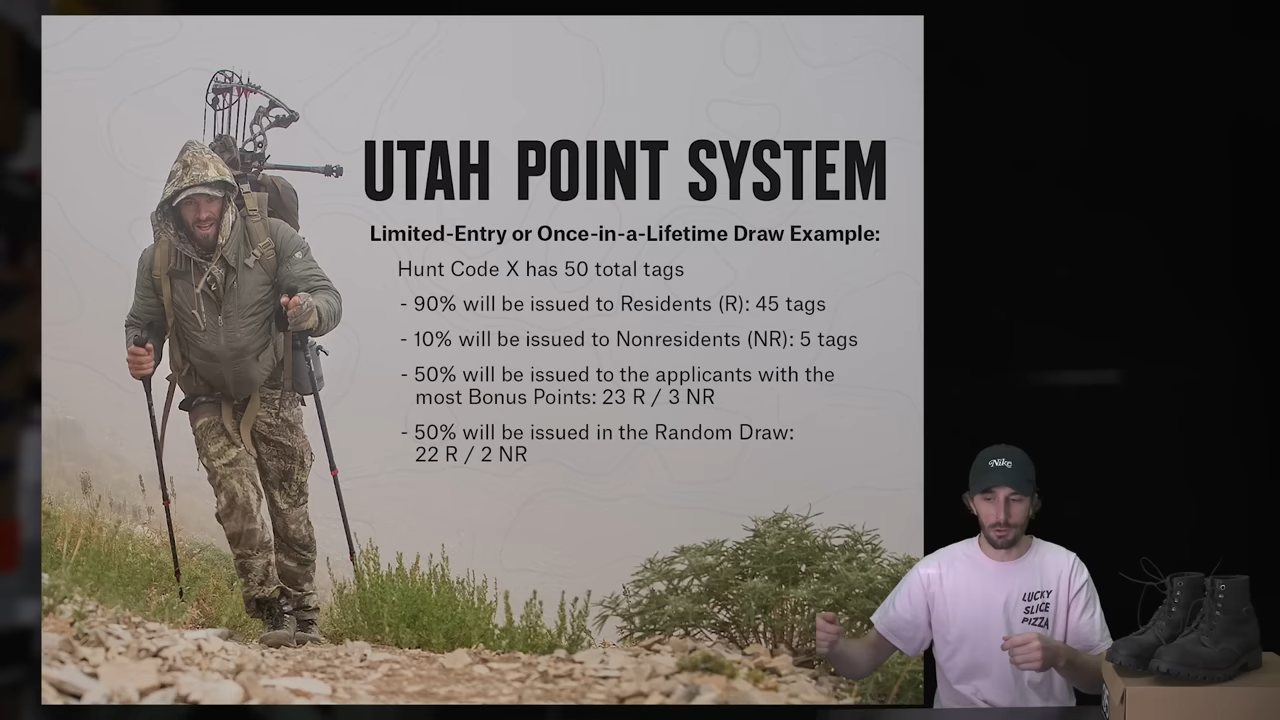 UTAH POINT SYSTEM
Limited-Entry or Once-in-a-Lifetime Draw Example:
Hunt Code X has 50 total tags
- 90% will be issued to Residents (R): 45 tags
- 10% will be issued to Nonresidents (NR): 5 tags
- 50% will be issued to the applicants with the
most Bonus Points: 23 R / 3 NR
- 50% will be issued in the Random Draw:
22 R / 2 NR
Nike
LUCKY
SLICE
PIZZA